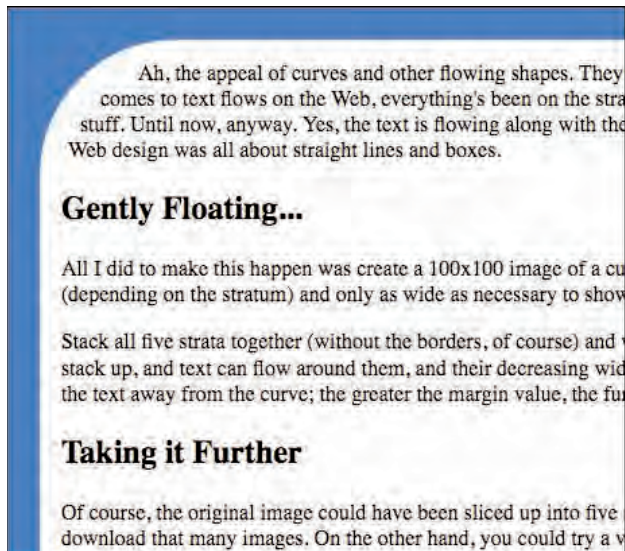 Ah, the appeal of curves and other flowing shapes. They
comes to text flows on the Web, everything's been on the stra
stuff. Until now, anyway. Yes, the text is flowing along with the
Web design was all about straight lines and boxes.
Gently Floating...
All I did to make this happen was create a 100x100 image of a cu
(depending on the stratum) and only as wide as necessary to show
Stack all five strata together (without the borders, of course) and
stack up, and text can flow around them, and their decreasing wid
the text away from the curve; the greater the margin value, the fur
Taking it Further
Of course, the original image could have been sliced up into five
download that many images. On the other hand, you could try a v